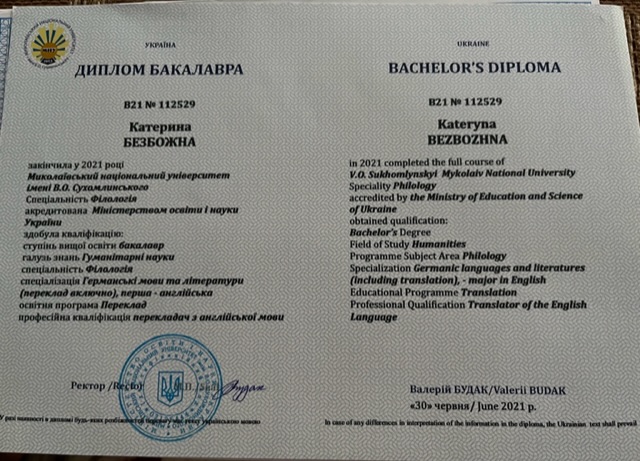 УКРАЇНА
ДИПЛОМ БАКАЛАВРА
B21 № 112529
Катерина
БЕЗБОЖНА
закінчила у 2021 році
Миколаївський національний університет
імені В.О. Сухомлинського
Спеціальність Філологія
акредитована Міністерством освіти і науки
України
здобула кваліфікацію:
ступінь вищої освіти бакалавр
галузь знань Гуманітарні науки
спеціальність Філологія
спеціалізація Германські мови та літератури
(переклад включно), перша - англійська
освітня програма Переклад
професійна кваліфікація перекладач з англійської мови
Ректор /Rector
UKRAINE
BACHELOR'S DIPLOMA
B21 № 112529
Kateryna
BEZBOZHNA
in 2021 completed the full course of
V.O. Sukhomlynskyi Mykolaiv National University
Speciality Philology
accredited by the Ministry of Education and Science
of Ukraine
obtained qualification:
Bachelor's Degree
Field of Study Humanities
Programme Subject Area Philology
Specialization Germanic languages and literatures
(including translation), - major in English
Educational Programme Translation
Professional Qualification Translator of the English
Language
Валерій БУДАК/Valerii BUDAK
«30» червня/ June 2021 р.
In case of any differences in interpretation of the information in the diploma, the Ukrainian text shall prevail